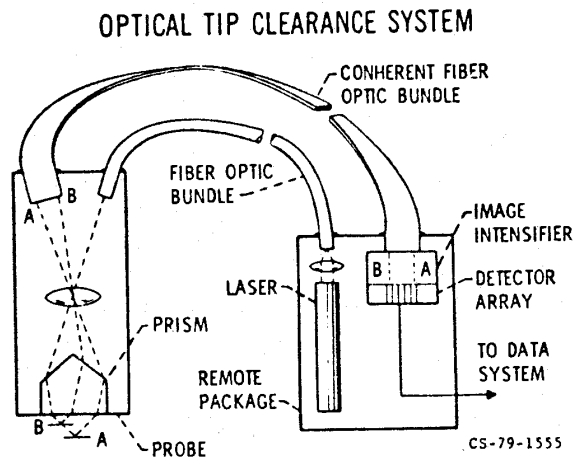 OPTICAL TIP CLEARANCE SYSTEM
CONHERENT FIBER
OPTIC BUNDLE
FIBER OPTIC
BUNDLE
A
B
IMAGE
INTENSIFIER
B
A
DETECTOR
ARRAY
LASER
PRISM
TO DATA
SYSTEM
REMOTE
PACKAGE
B
A
PROBE
CS-79-1555